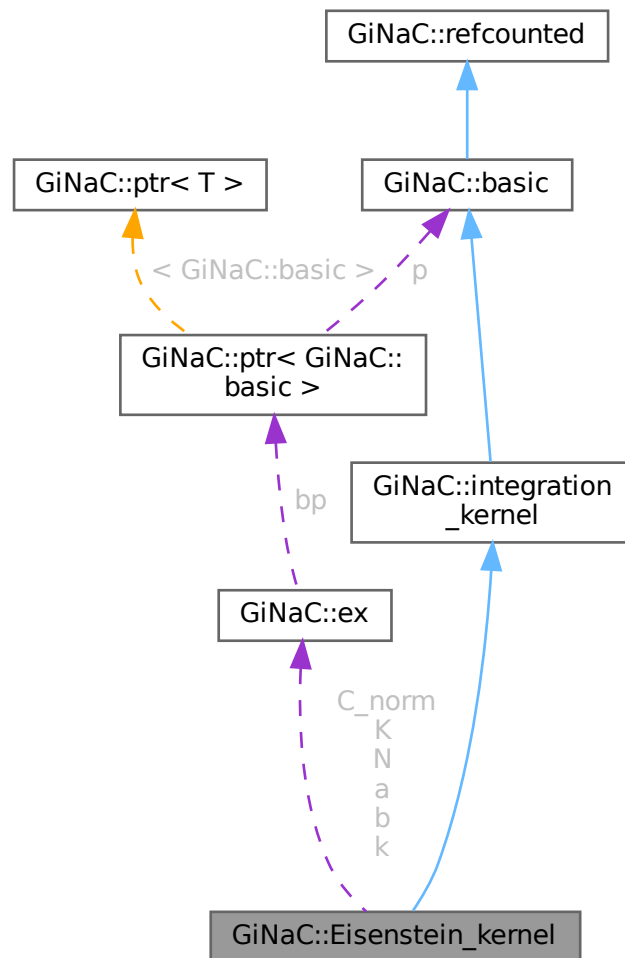 GiNaC::refcounted
GiNaC::ptr< T >
GiNaC::basic
< GiNaC::basic >
p
GiNaC::ptr< GiNaC::
basic >
GiNaC::integration
_kernel
bp
GiNaC::ex
C_norm
K
N
a
b
k
GiNaC::Eisenstein_kernel